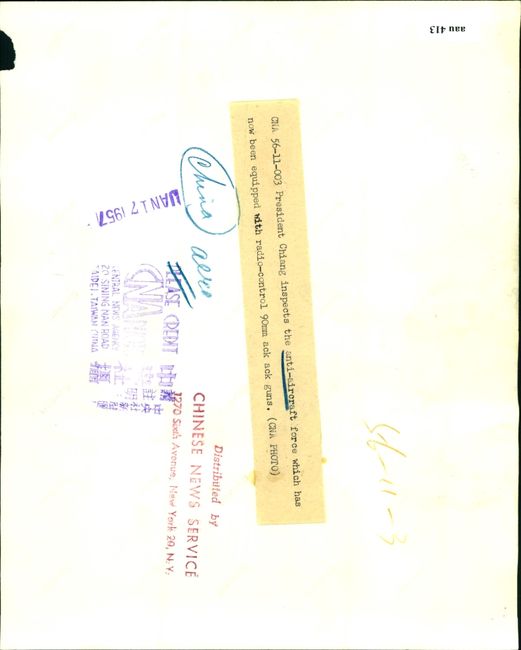 aau 413
CNA 56-11-003 President Chiang inspects the anti-aircraft force which has
now been equipped with radio-control 90mm ack ack guns. (CNA PHOTO)
China aero
JAN 17 1957
PLEASE CREDIT
CNA
CENTRAL NEWS AGENCY
20, SINING NAN ROAD
TAIPEI, TAIWAN CHINA
Distributed by
CHINESE NEWS SERVICE
1270 Sixth Avenue, New York 20, N.Y.
56-11-3